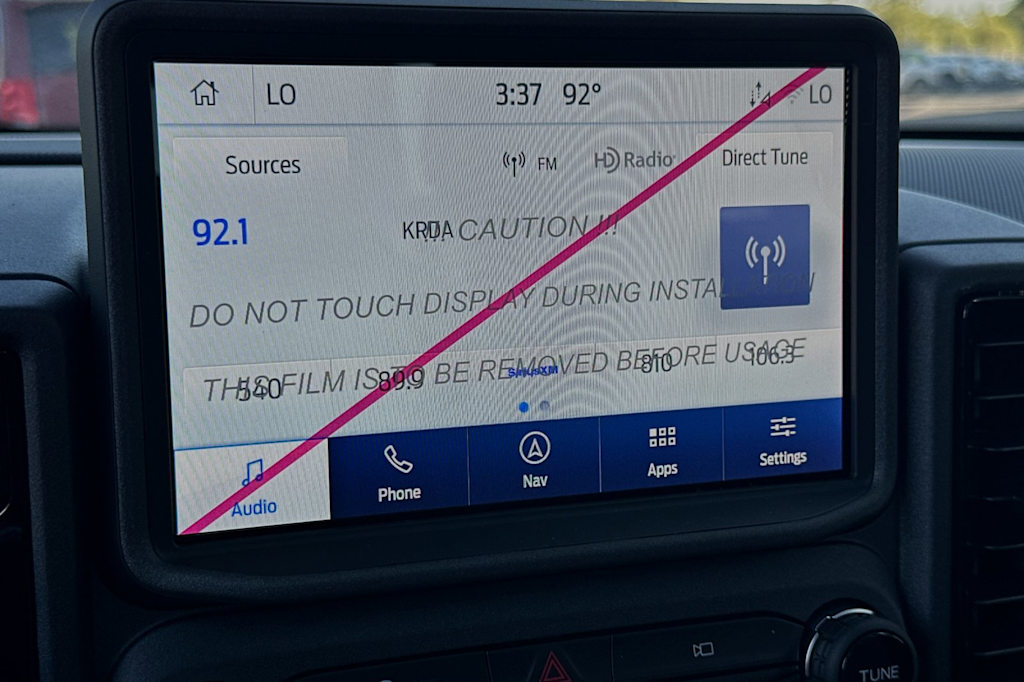 LO 3:37 92° LO
Sources FM HD Radio Direct Tune
92.1
!!! CAUTION !!!
DO NOT TOUCH DISPLAY DURING INSTALLATION
THIS FILM IS TO BE REMOVED BEFORE USAGE
540 89.9 SiriusXM 810 106.3
Audio Phone Nav Apps Settings
TUNE